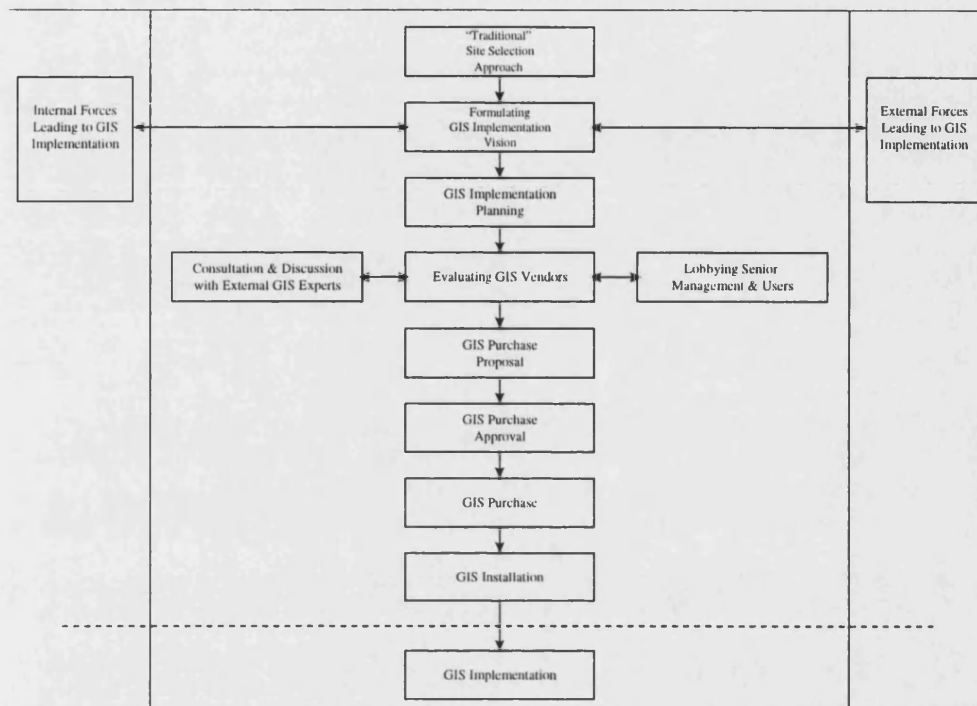 "Traditional"
Site Selection
Approach
Internal Forces
Leading to GIS
Implementation
Formulating
GIS Implementation
Vision
External Forces
Leading to GIS
Implementation
GIS Implementation
Planning
Consultation & Discussion
with External GIS Experts
Evaluating GIS Vendors
Lobbying Senior
Management & Users
GIS Purchase
Proposal
GIS Purchase
Approval
GIS Purchase
GIS Installation
GIS Implementation